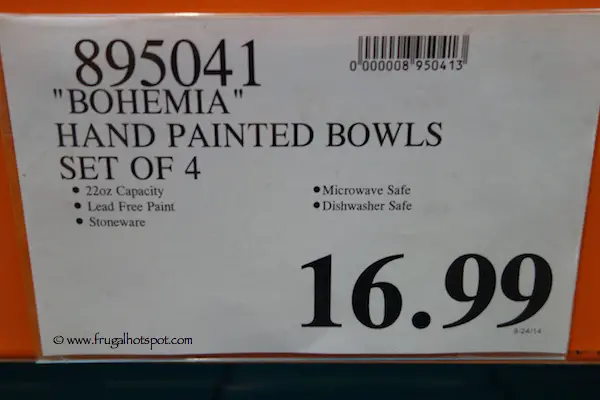 895041
0 000008 950413
"BOHEMIA"
HAND PAINTED BOWLS
SET OF 4
• 22oz Capacity
• Lead Free Paint
• Stoneware
• Microwave Safe
• Dishwasher Safe
16.99
8/24/14
© www.frugalhotspot.com